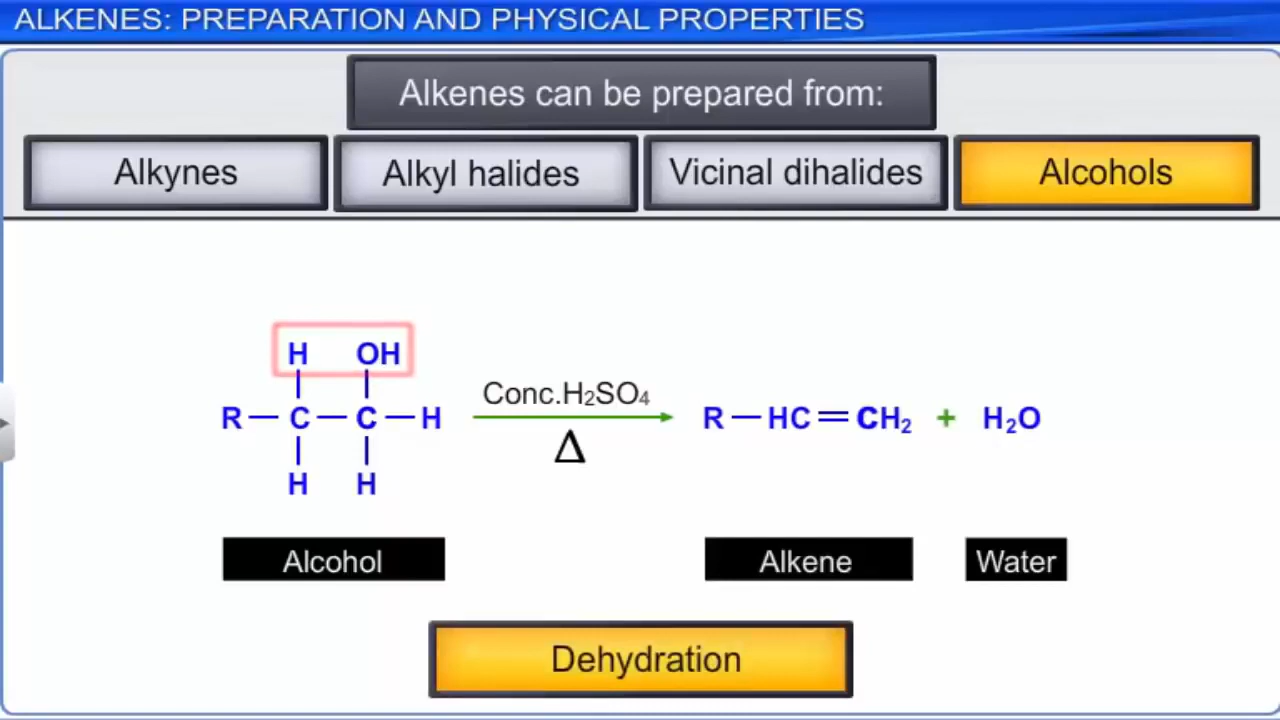 ALKENES: PREPARATION AND PHYSICAL PROPERTIES
Alkenes can be prepared from:
Alkynes
Alkyl halides
Vicinal dihalides
Alcohols
H OH
R — C — C — H
H H
Conc.H₂SO₄
Δ
R — HC = CH₂ + H₂O
Alcohol
Alkene
Water
Dehydration